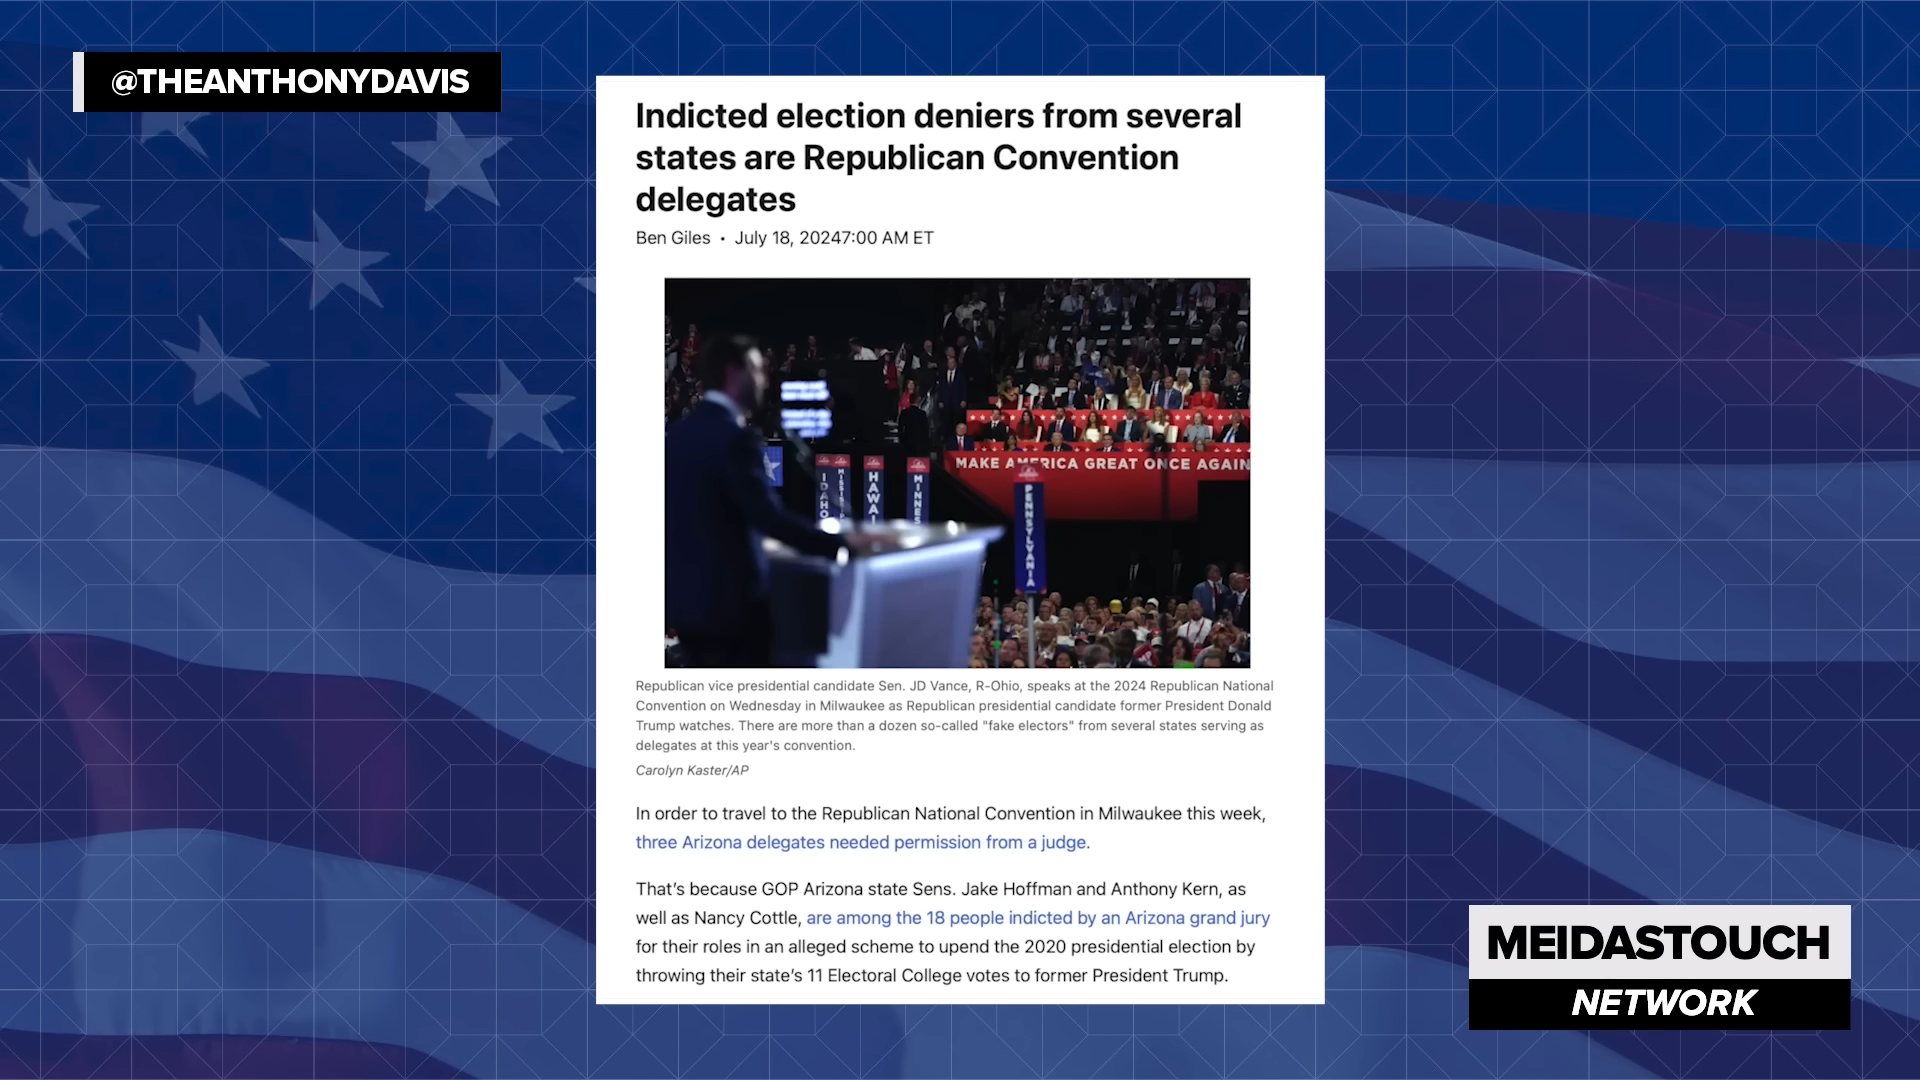 @THEANTHONYDAVIS
Indicted election deniers from several
states are Republican Convention
delegates
Ben Giles • July 18, 20247:00 AM ET
MAKE AMERICA GREAT ONCE AGAIN
IDAHO
MISSISSIP
HAWAI
MINNES
PENNSYLVANIA
Republican vice presidential candidate Sen. JD Vance, R-Ohio, speaks at the 2024 Republican National
Convention on Wednesday in Milwaukee as Republican presidential candidate former President Donald
Trump watches. There are more than a dozen so-called "fake electors" from several states serving as
delegates at this year's convention.
Carolyn Kaster/AP
In order to travel to the Republican National Convention in Milwaukee this week,
three Arizona delegates needed permission from a judge.
That's because GOP Arizona state Sens. Jake Hoffman and Anthony Kern, as
well as Nancy Cottle, are among the 18 people indicted by an Arizona grand jury
for their roles in an alleged scheme to upend the 2020 presidential election by
throwing their state's 11 Electoral College votes to former President Trump.
MEIDASTOUCH
NETWORK